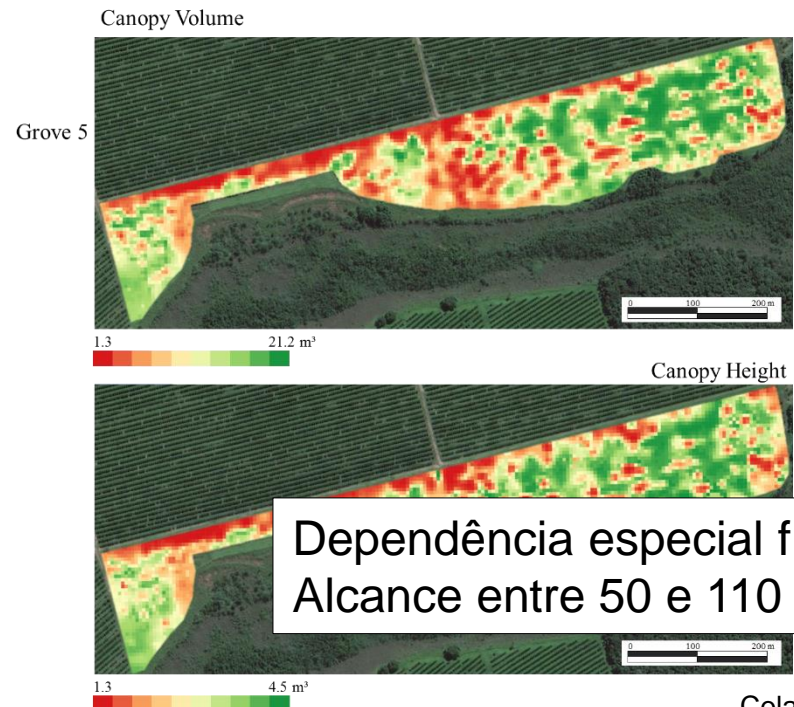 Canopy Volume
Grove 5
0 100 200 m
1.3 21.2 m³
Canopy Height
Dependência especial f
Alcance entre 50 e 110
0 100 200 m
1.3 4.5 m³
Cola